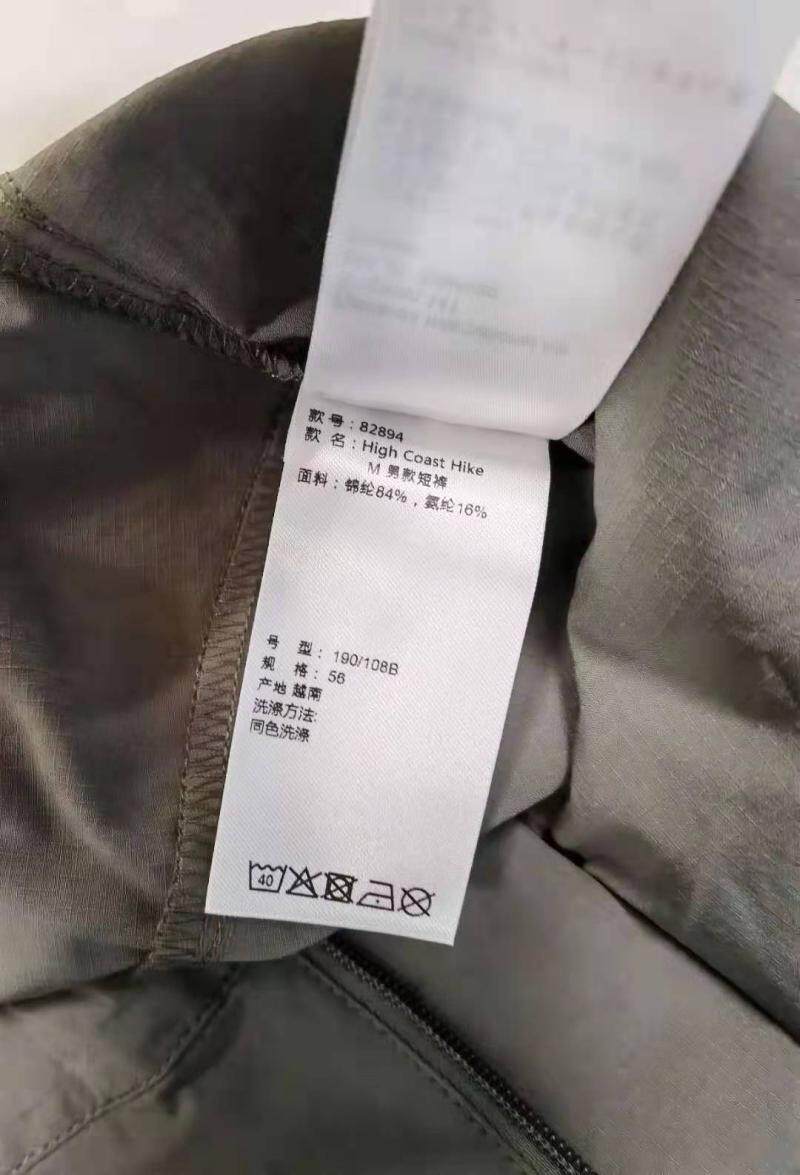 款号：82894
款 名：High Coast Hike
M 男款短裤
面料：锦纶84%，氨纶16%
号 型：190/108B
规 格：56
产地 越南
洗涤方法:
同色洗涤
40